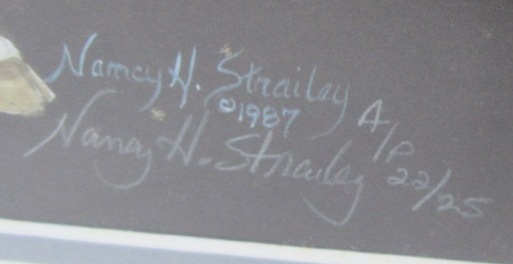 Nancy H. Strailey
©1987
A/P
Nancy H. Strailey 22/25